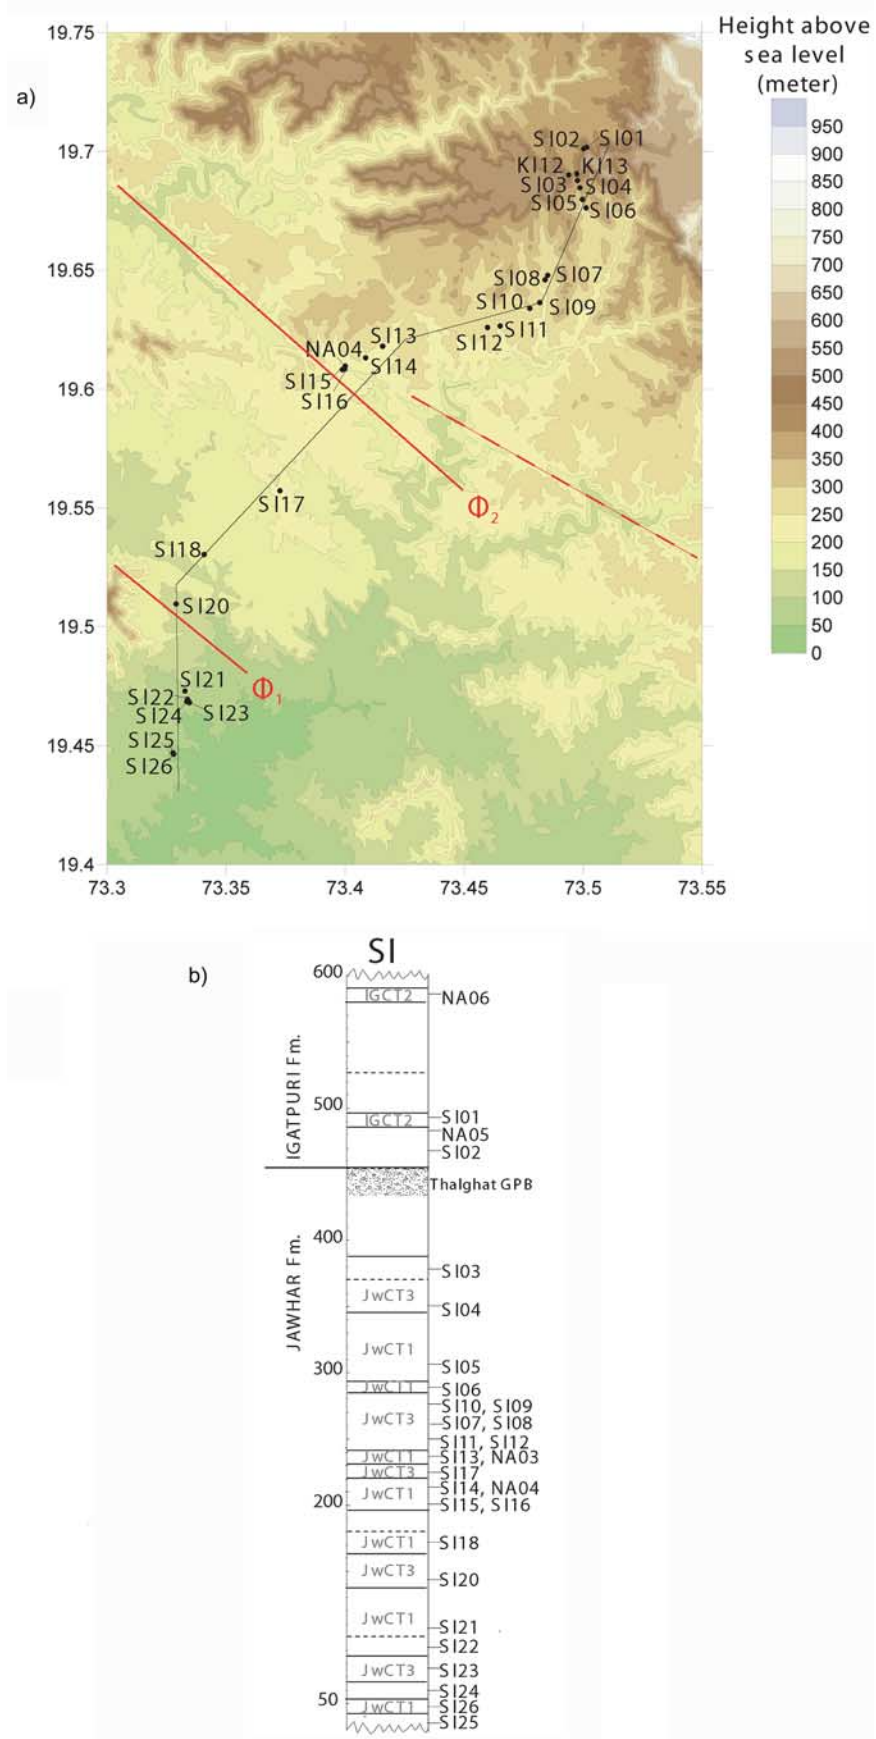 Height above
sea level
(meter)
a)
19.75
19.7
19.65
19.6
19.55
19.5
19.45
19.4
73.3
73.35
73.4
73.45
73.5
73.55
950
900
850
800
750
700
650
600
550
500
450
400
350
300
250
200
150
100
50
0
SI02 SI01
KI12 KI13
SI03 SI04
SI05 SI06
SI08 SI07
SI10 SI09
SI12 SI11
SI13
NA04 SI14
SI15
SI16
SI17
SI18
SI20
SI21
SI22
SI24 SI23
SI25
SI26
Φ2
Φ1
b)
SI
600
500
400
300
200
50
IGATPURI Fm.
JAWHAR Fm.
IGCT2 NA06
IGCT2 SI01
NA05
SI02
Thalghat GPB
SI03
JwCT3
SI04
JwCT1
SI05
JwCT1 SI06
SI10, SI09
JwCT3 SI07, SI08
SI11, SI12
JwCT1 SI13, NA03
JwCT3 SI17
SI14, NA04
JwCT1 SI15, SI16
JwCT1 SI18
JwCT3
SI20
JwCT1
SI21
SI22
JwCT3 SI23
SI24
JwCT1 SI26
SI25